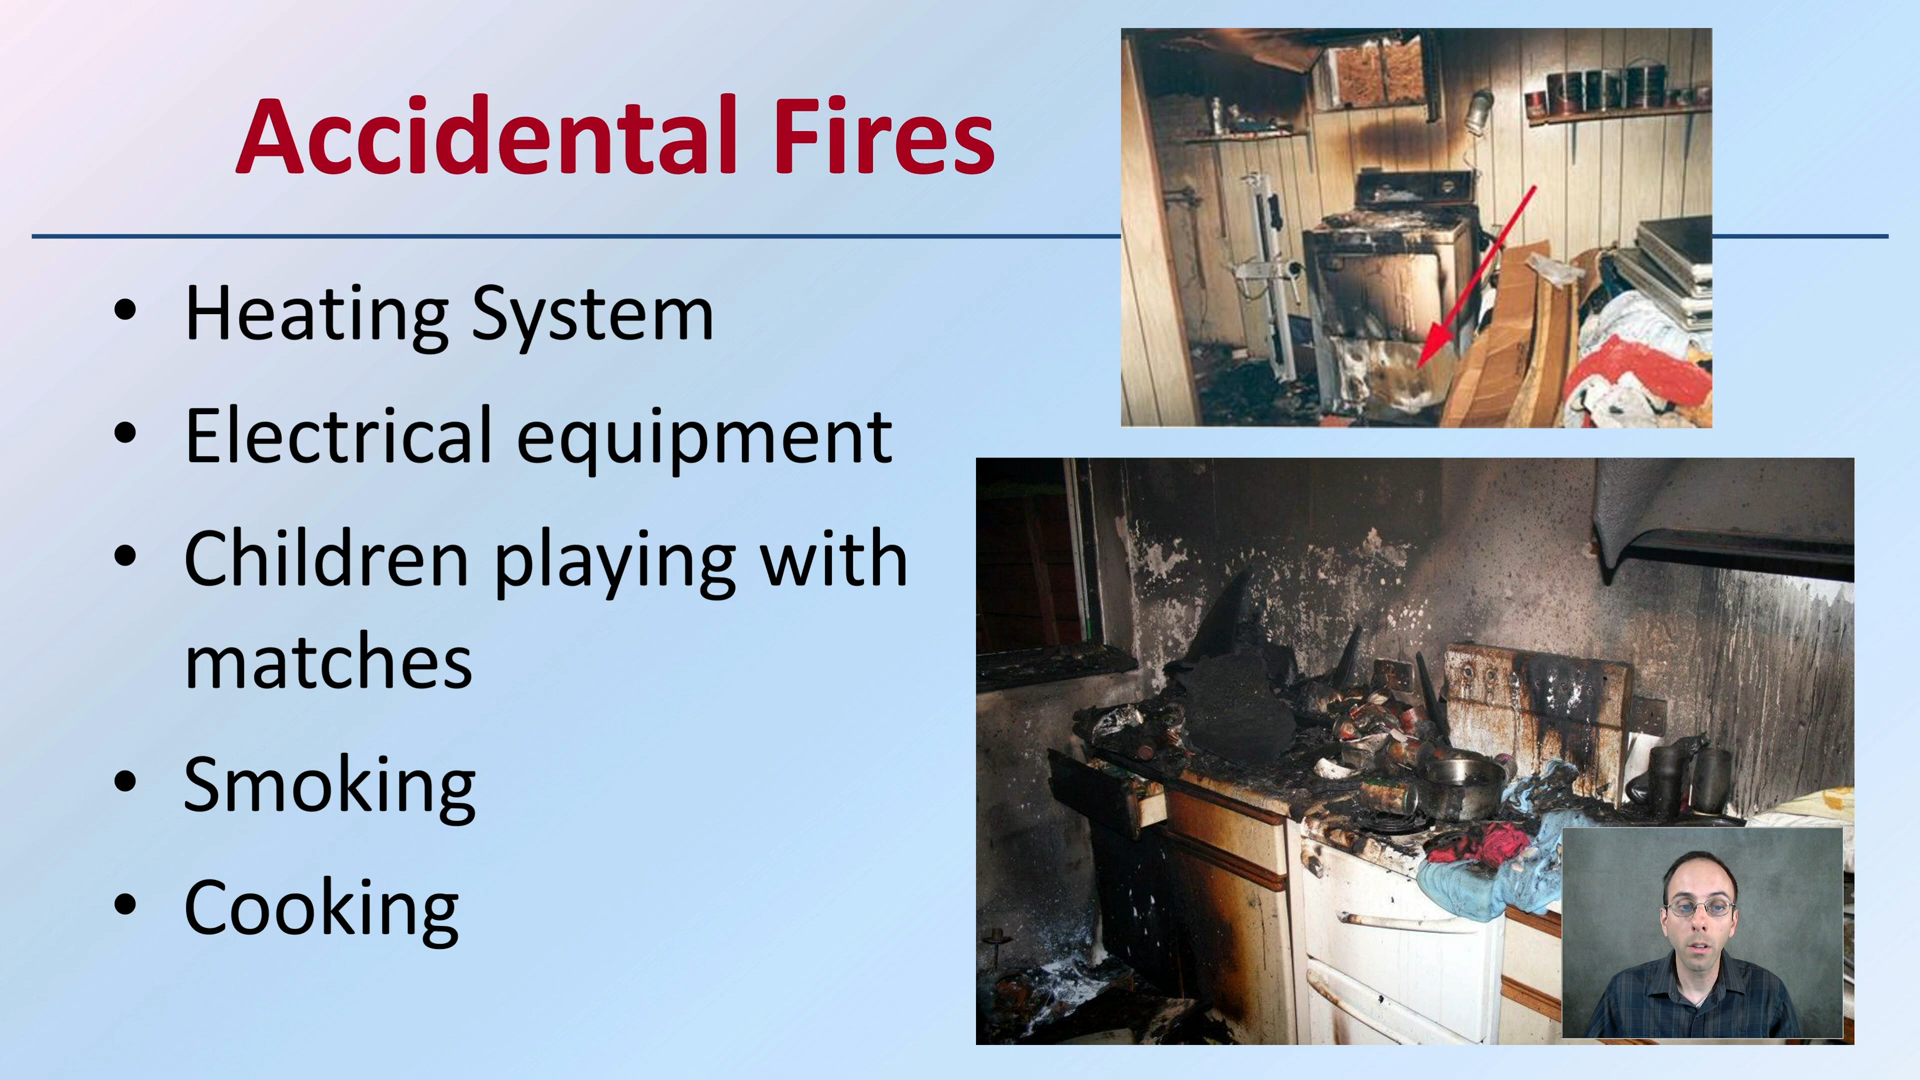 Accidental Fires
• Heating System
• Electrical equipment
• Children playing with
matches
• Smoking
• Cooking